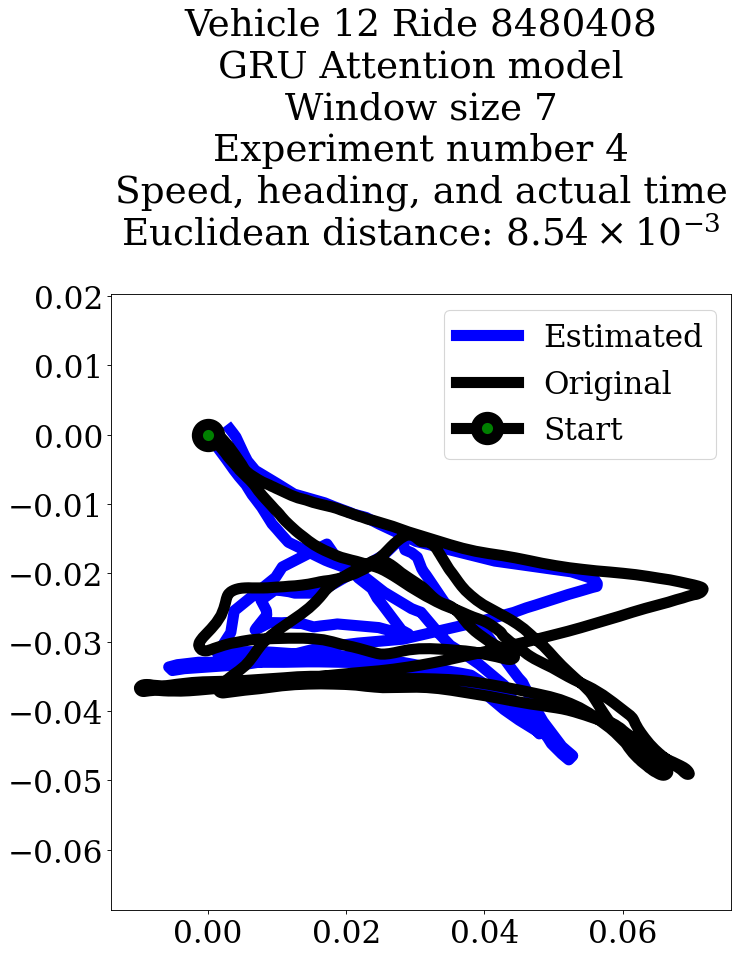 Vehicle 12 Ride 8480408
GRU Attention model
Window size 7
Experiment number 4
Speed, heading, and actual time
Euclidean distance: 8.54 × 10⁻³
0.02
0.01
0.00
−0.01
−0.02
−0.03
−0.04
−0.05
−0.06
Estimated
Original
Start
0.00 0.02 0.04 0.06